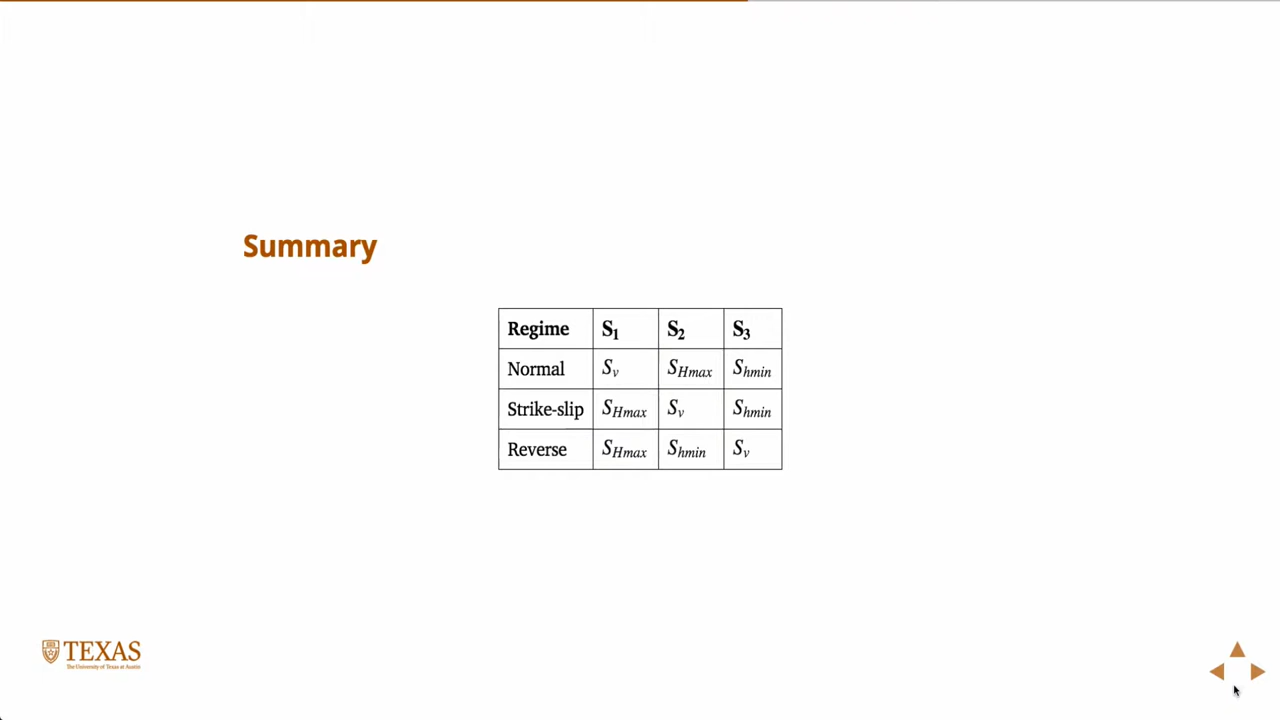 Summary
Regime S1 S2 S3
Normal Sv SHmax Shmin
Strike-slip SHmax Sv Shmin
Reverse SHmax Shmin Sv
TEXAS
The University of Texas at Austin